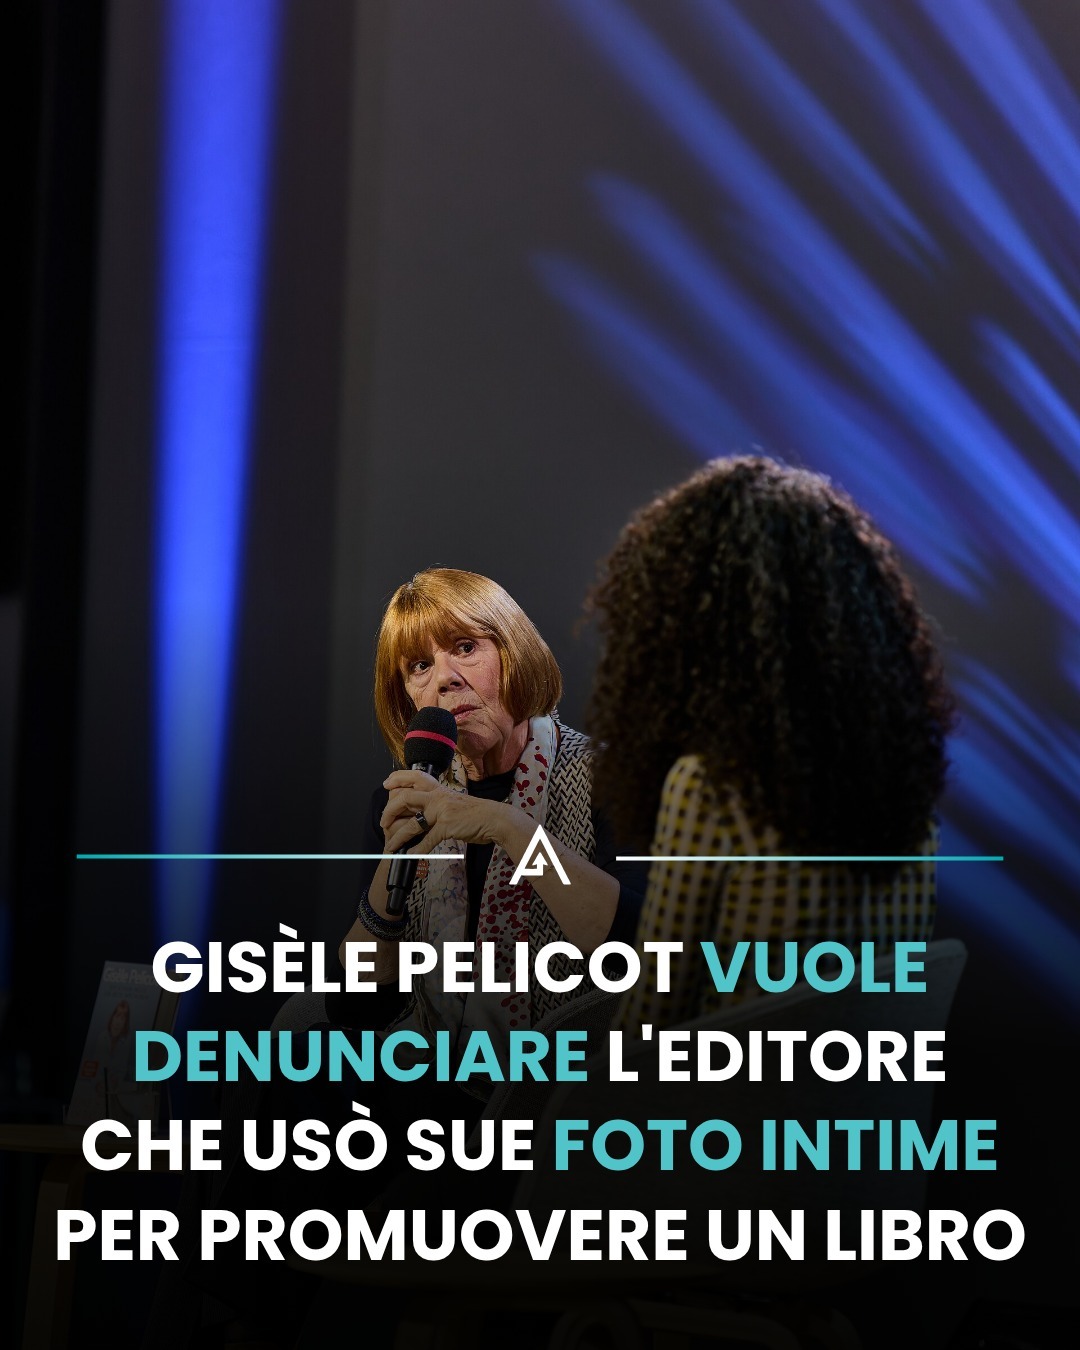 GISÈLE PELICOT VUOLE
DENUNCIARE L'EDITORE
CHE USÒ SUE FOTO INTIME
PER PROMUOVERE UN LIBRO